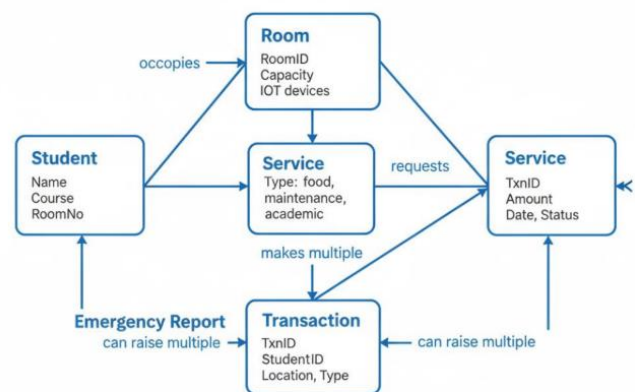 Room
RoomID
Capacity
IOT devices
occopies
Student
Name
Course
RoomNo
Service
Type: food,
maintenance,
academic
requests
Service
TxnID
Amount
Date, Status
makes multiple
Emergency Report
can raise multiple
Transaction
TxnID
StudentID
Location, Type
can raise multiple